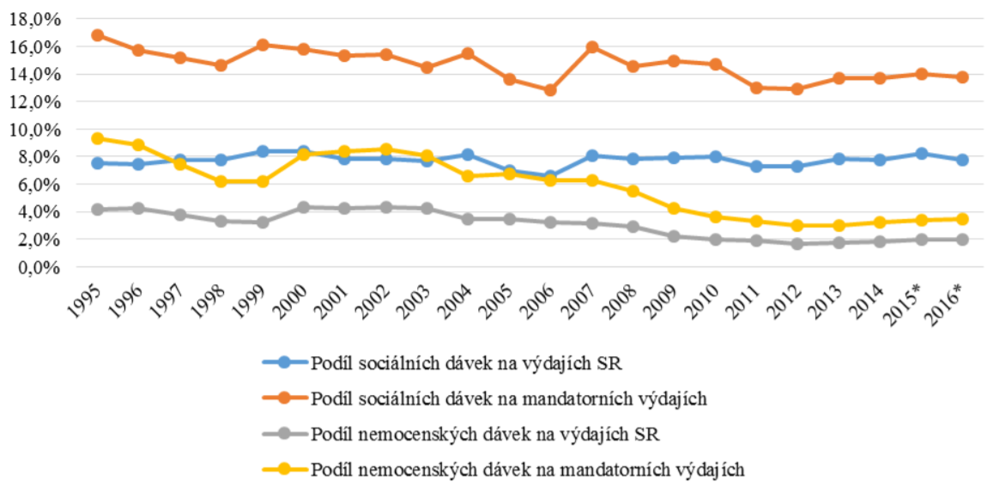 18,0%
16,0%
14,0%
12,0%
10,0%
8,0%
6,0%
4,0%
2,0%
0,0%
1995 1996 1997 1998 1999 2000 2001 2002 2003 2004 2005 2006 2007 2008 2009 2010 2011 2012 2013 2014 2015* 2016*
Podíl sociálních dávek na výdajích SR
Podíl sociálních dávek na mandatorních výdajích
Podíl nemocenských dávek na výdajích SR
Podíl nemocenských dávek na mandatorních výdajích